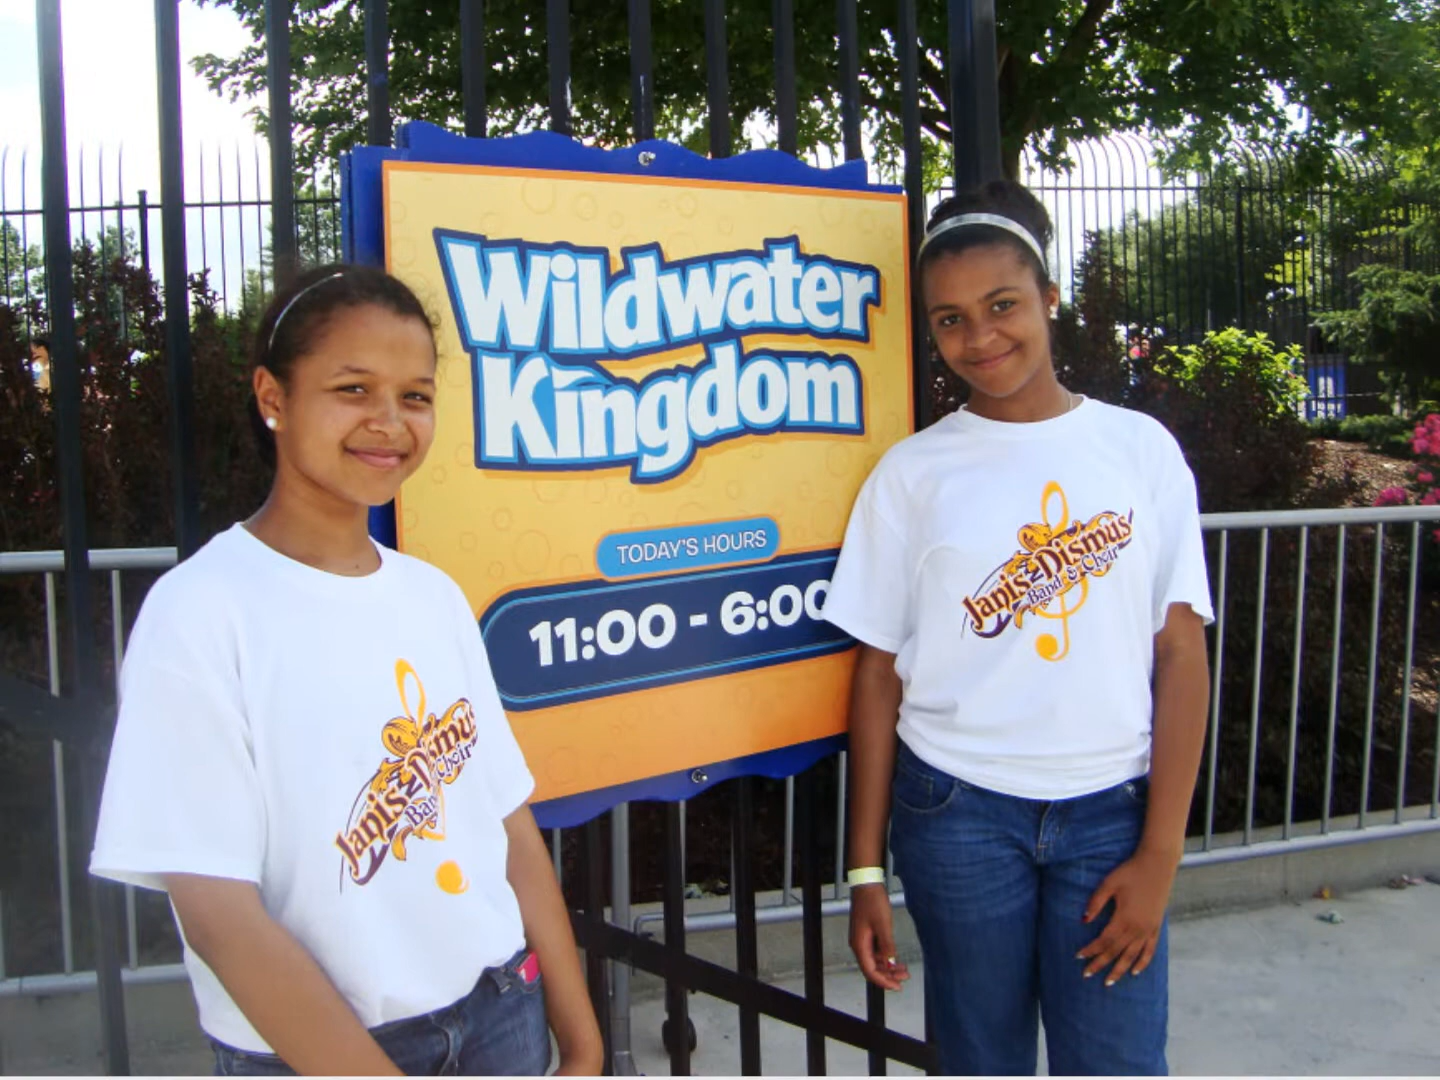 Wildwater
Kingdom
TODAY'S HOURS
11:00 - 6:00
Janis Dismus
Band & Choir
Janis Dismus
Band
Choir